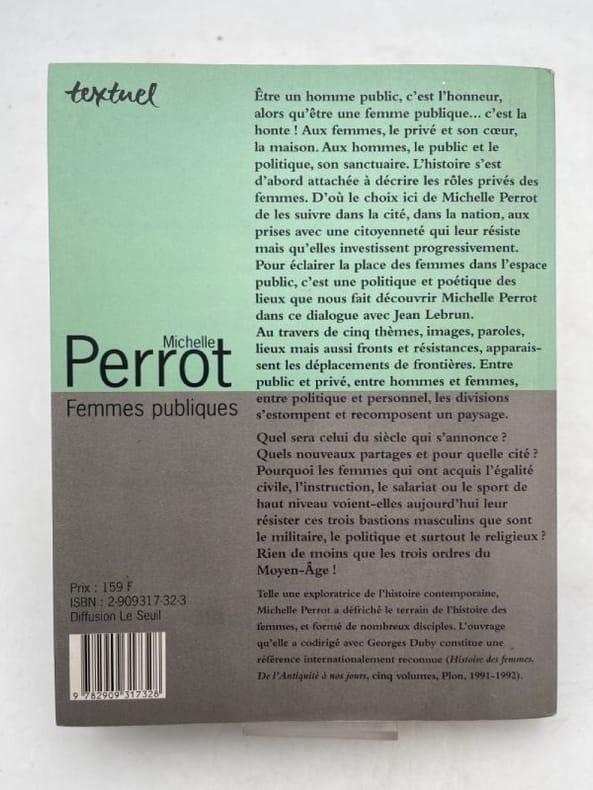 textuel
Être un homme public, c'est l'honneur,
alors qu'être une femme publique... c'est la
honte ! Aux femmes, le privé et son cœur,
la maison. Aux hommes, le public et le
politique, son sanctuaire. L'histoire s'est
d'abord attachée à décrire les rôles privés des
femmes. D'où le choix ici de Michelle Perrot
de les suivre dans la cité, dans la nation, aux
prises avec une citoyenneté qui leur résiste
mais qu'elles investissent progressivement.
Pour éclairer la place des femmes dans l'espace
public, c'est une politique et poétique des
lieux que nous fait découvrir Michelle Perrot
dans ce dialogue avec Jean Lebrun.
Au travers de cinq thèmes, images, paroles,
lieux mais aussi fronts et résistances, apparais-
sent les déplacements de frontières. Entre
public et privé, entre hommes et femmes,
entre politique et personnel, les divisions
s'estompent et recomposent un paysage.
Michelle
Perrot
Femmes publiques
Quel sera celui du siècle qui s'annonce ?
Quels nouveaux partages et pour quelle cité ?
Pourquoi les femmes qui ont acquis l'égalité
civile, l'instruction, le salariat ou le sport de
haut niveau voient-elles aujourd'hui leur
résister ces trois bastions masculins que sont
le militaire, le politique et surtout le religieux ?
Rien de moins que les trois ordres du
Moyen-Âge !
Telle une exploratrice de l'histoire contemporaine,
Michelle Perrot a défriché le terrain de l'histoire des
femmes, et formé de nombreux disciples. L'ouvrage
qu'elle a codirigé avec Georges Duby constitue une
référence internationalement reconnue (Histoire des femmes.
De l'Antiquité à nos jours, cinq volumes, Plon, 1991-1992).
Prix : 159 F
ISBN : 2-909317-32-3
Diffusion Le Seuil
9 782909 317328